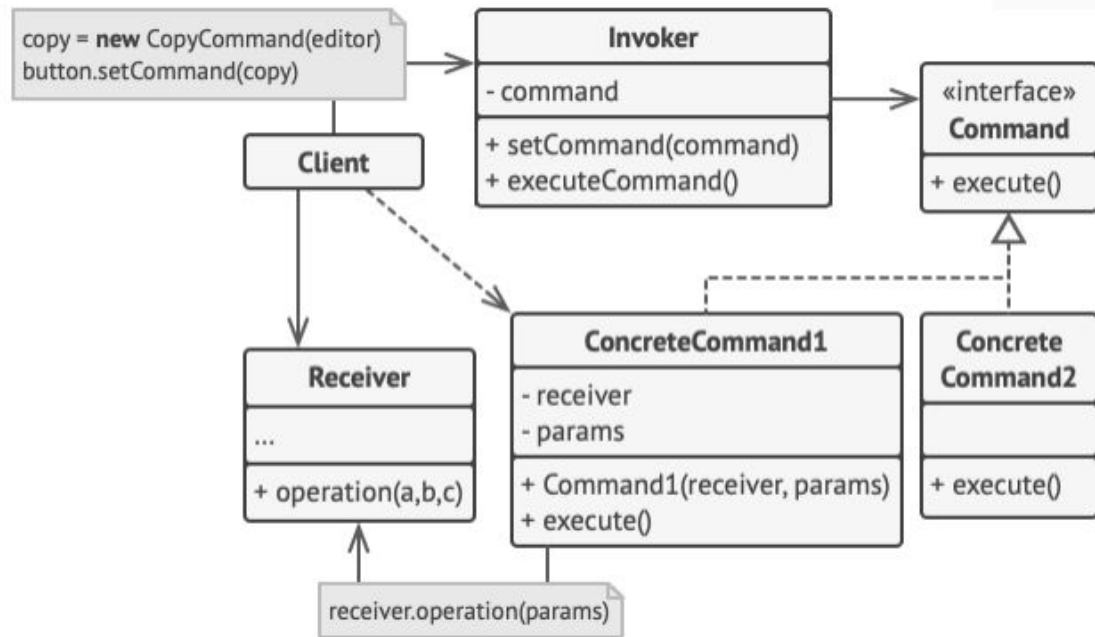 copy = new CopyCommand(editor)
button.setCommand(copy)
Invoker
- command
+ setCommand(command)
+ executeCommand()
«interface»
Command
+ execute()
Client
Receiver
...
+ operation(a,b,c)
ConcreteCommand1
- receiver
- params
+ Command1(receiver, params)
+ execute()
Concrete
Command2
+ execute()
receiver.operation(params)